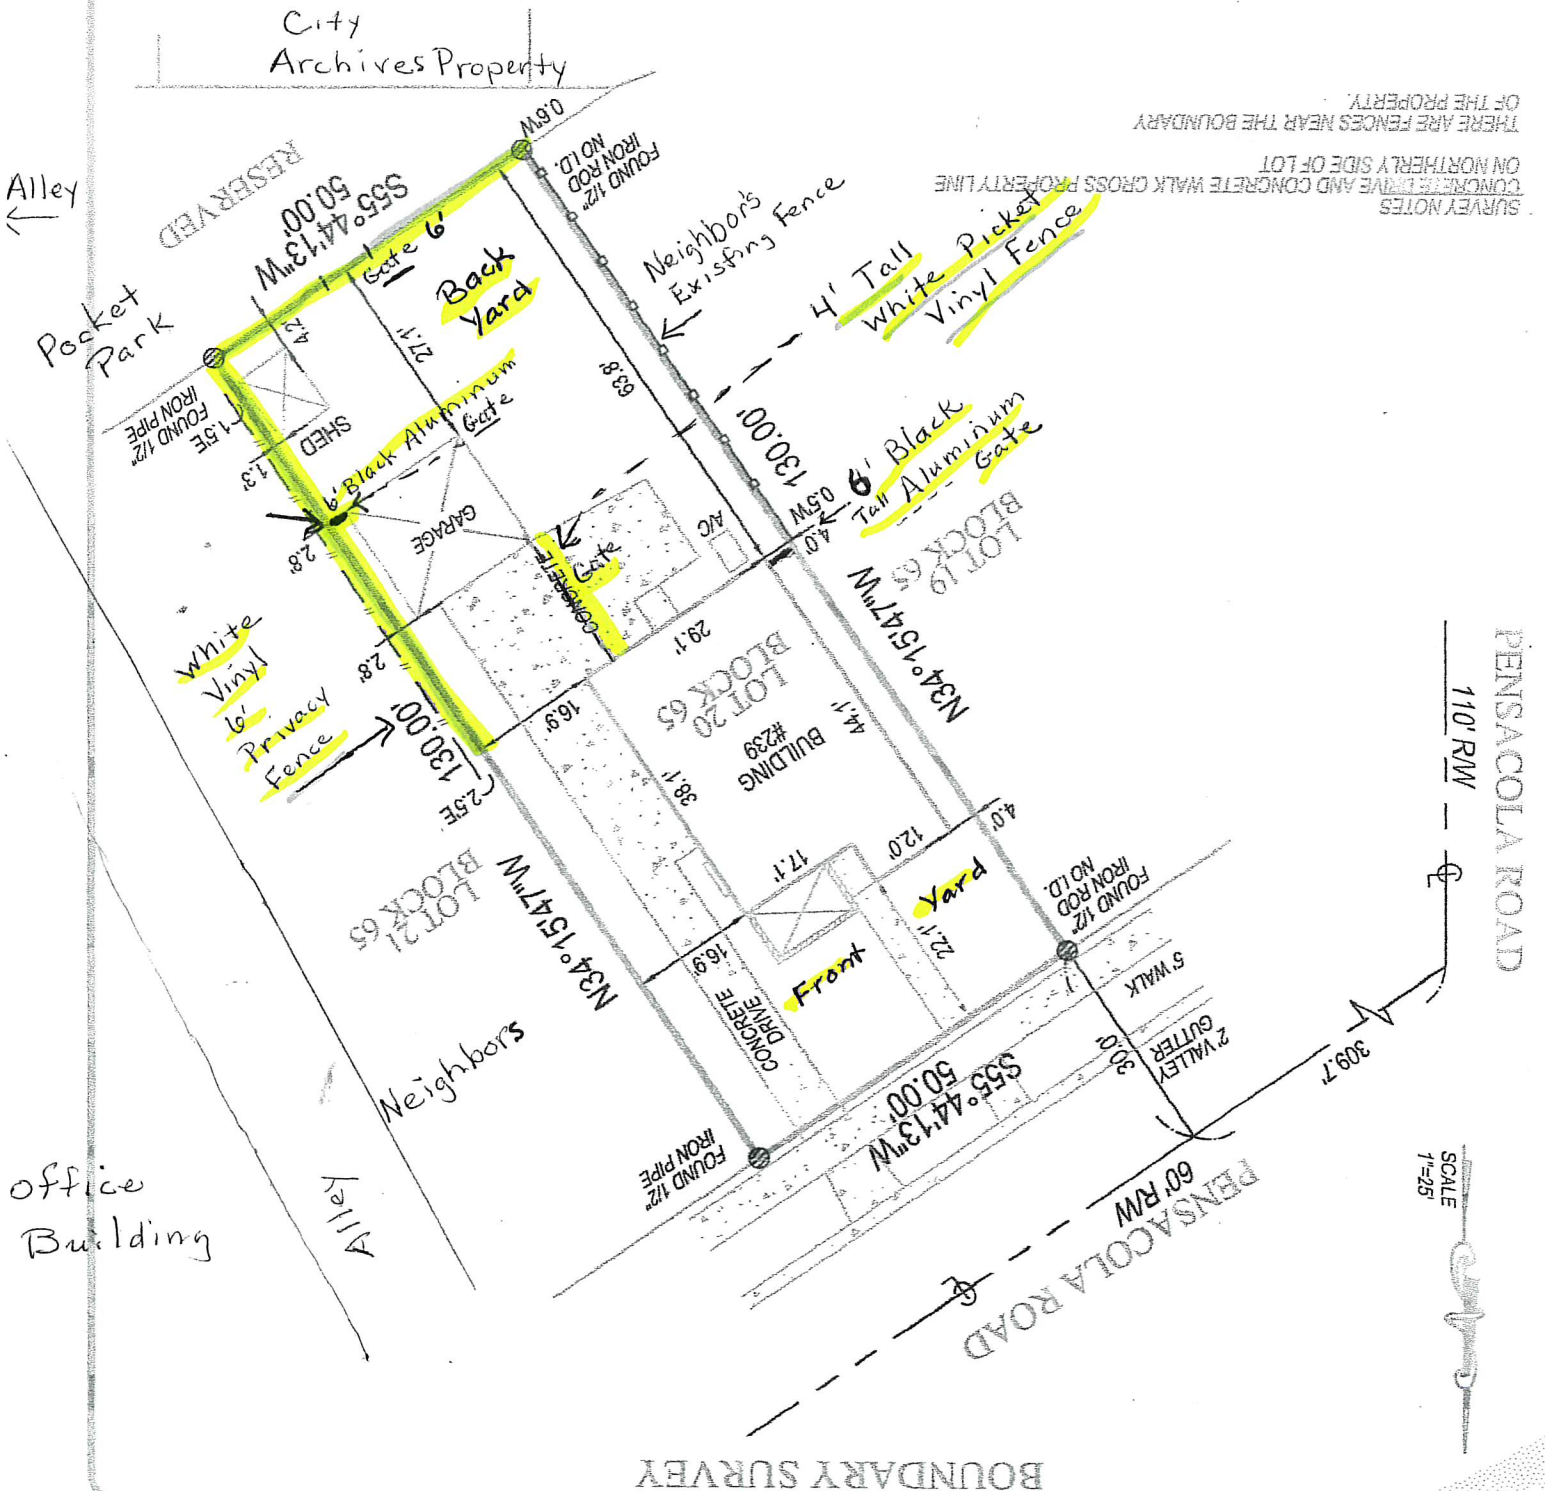 City
Archives Property
Alley
Pocket
Park
RESERVED
S55°44'13"W
50.00'
0.6W
FOUND 1/2"
IRON ROD
NO I.D.
Gate 6'
Back
Yard
Neighbor's
Existing Fence
4' Tall
White Picket
Vinyl Fence
SURVEY NOTES
CONCRETE DRIVE AND CONCRETE WALK CROSS PROPERTY LINE
ON NORTHERLY SIDE OF LOT
THERE ARE FENCES NEAR THE BOUNDARY
OF THE PROPERTY.
FOUND 1/2"
IRON PIPE
1.5'E
4.2'
27.1'
63.8'
SHED
1.3'
6' Black Aluminum
Gate
6' Black
Tall Aluminum
Gate
130.00'
0.5'W
4.0'
2.8'
GARAGE
CONCRETE
Gate
A/C
LOT 19
BLOCK 65
White
Vinyl
6'
Privacy
Fence
2.8'
130.00'
2.5'E
16.9'
29.1'
LOT 20
BLOCK 65
BUILDING
#239
44.1'
38.1'
N34°15'47"W
LOT 21
BLOCK 65
N34°15'47"W
17.1'
12.0'
4.0'
Yard
22.1'
Front
16.9'
CONCRETE
DRIVE
FOUND 1/2"
IRON ROD
NO I.D.
5' WALK
2' VALLEY
GUTTER
30.0'
309.7'
S55°44'13"W
50.00'
FOUND 1/2"
IRON PIPE
Neighbors
Alley
Office
Building
60' R/W
PENSACOLA ROAD
110' R/W
PENSACOLA ROAD
SCALE
1"=25'
BOUNDARY SURVEY